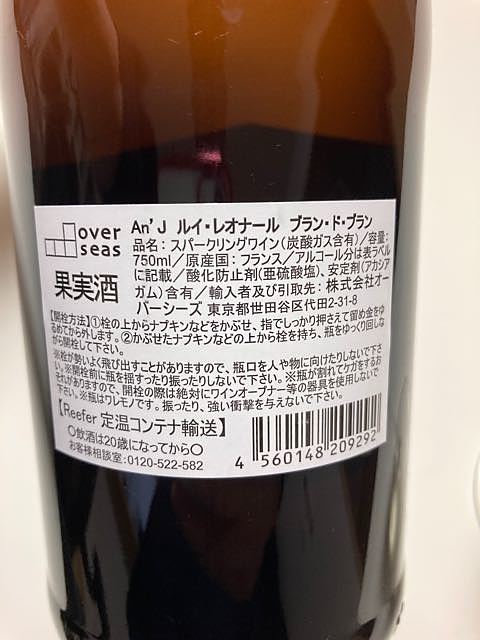 over
seas
果実酒
An'J ルイ・レオナール ブラン・ド・ブラン
品名：スパークリングワイン(炭酸ガス含有)／容量：
750ml／原産国：フランス／アルコール分は表ラベル
に記載／酸化防止剤(亜硫酸塩)、安定剤(アカシア
ガム)含有／輸入者及び引取先：株式会社オー
バーシーズ 東京都世田谷区代田2-31-8
【開栓方法】①栓の上からナプキンなどをかぶせ、指でしっかり押さえて留め金をゆ
るめてから外します。②かぶせたナプキンなどの上から栓を持ち、瓶をゆっくり回しな
がら開栓して下さい。
※栓が勢いよく飛び出すことがありますので、瓶口を人や物に向けたりしないで下さ
い。※開栓前に瓶を揺すったり振ったりしないで下さい。※瓶が割れてケガをするお
それがありますので、開栓の際は絶対にワインオープナー等の器具を使用しないで
下さい。※瓶はワレモノです。振ったり、強い衝撃を与えないで下さい。
【Reefer 定温コンテナ輸送】
〇飲酒は20歳になってから〇
お客様相談室：0120-522-582
4 560148 209292